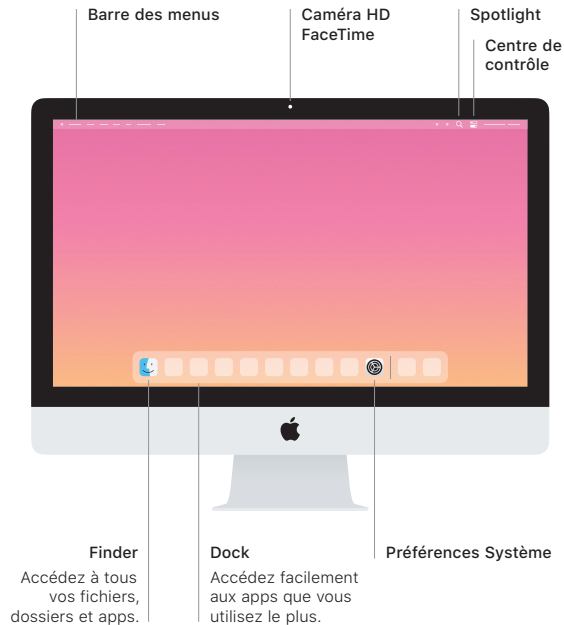 Barre des menus
Caméra HD
FaceTime
Spotlight
Centre de
contrôle
Finder
Accédez à tous
vos fichiers,
dossiers et apps.
Dock
Accédez facilement
aux apps que vous
utilisez le plus.
Préférences Système